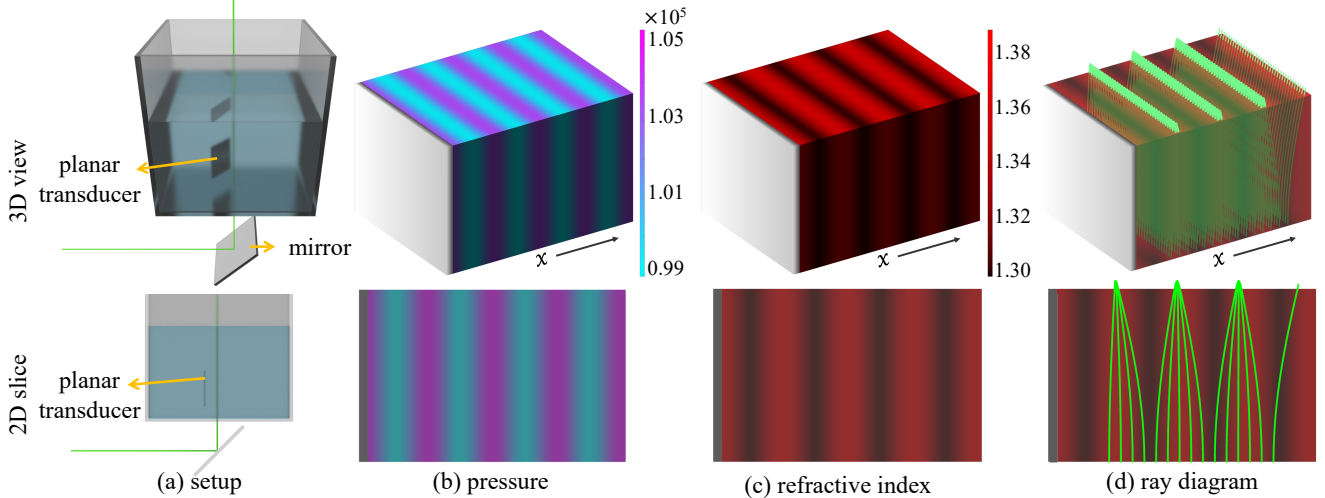 3D view
planar
transducer
mirror
×10⁵
1.05
1.03
1.01
0.99
x
1.38
1.36
1.34
1.32
1.30
x
x
2D slice
planar
transducer
(a) setup
(b) pressure
(c) refractive index
(d) ray diagram